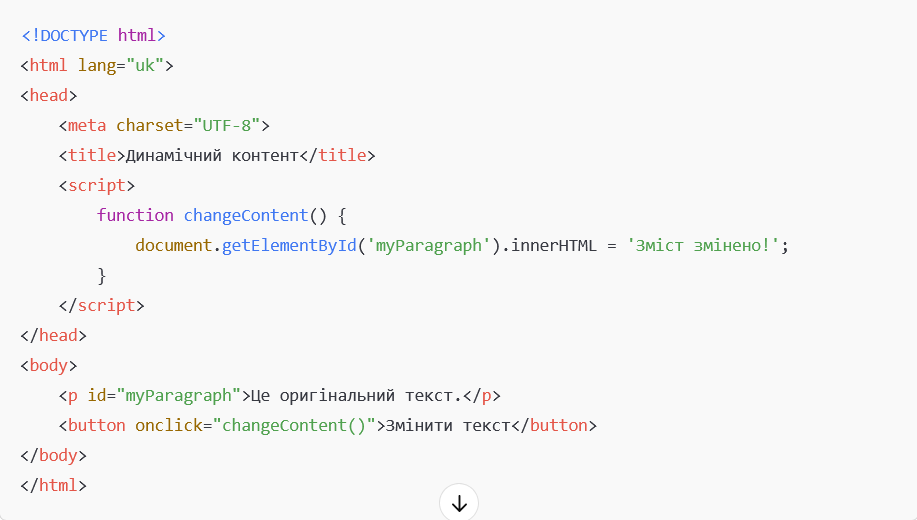 <!DOCTYPE html>
<html lang="uk">
<head>
    <meta charset="UTF-8">
    <title>Динамічний контент</title>
    <script>
        function changeContent() {
            document.getElementById('myParagraph').innerHTML = 'Зміст змінено!';
        }
    </script>
</head>
<body>
    <p id="myParagraph">Це оригінальний текст.</p>
    <button onclick="changeContent()">Змінити текст</button>
</body>
</html>